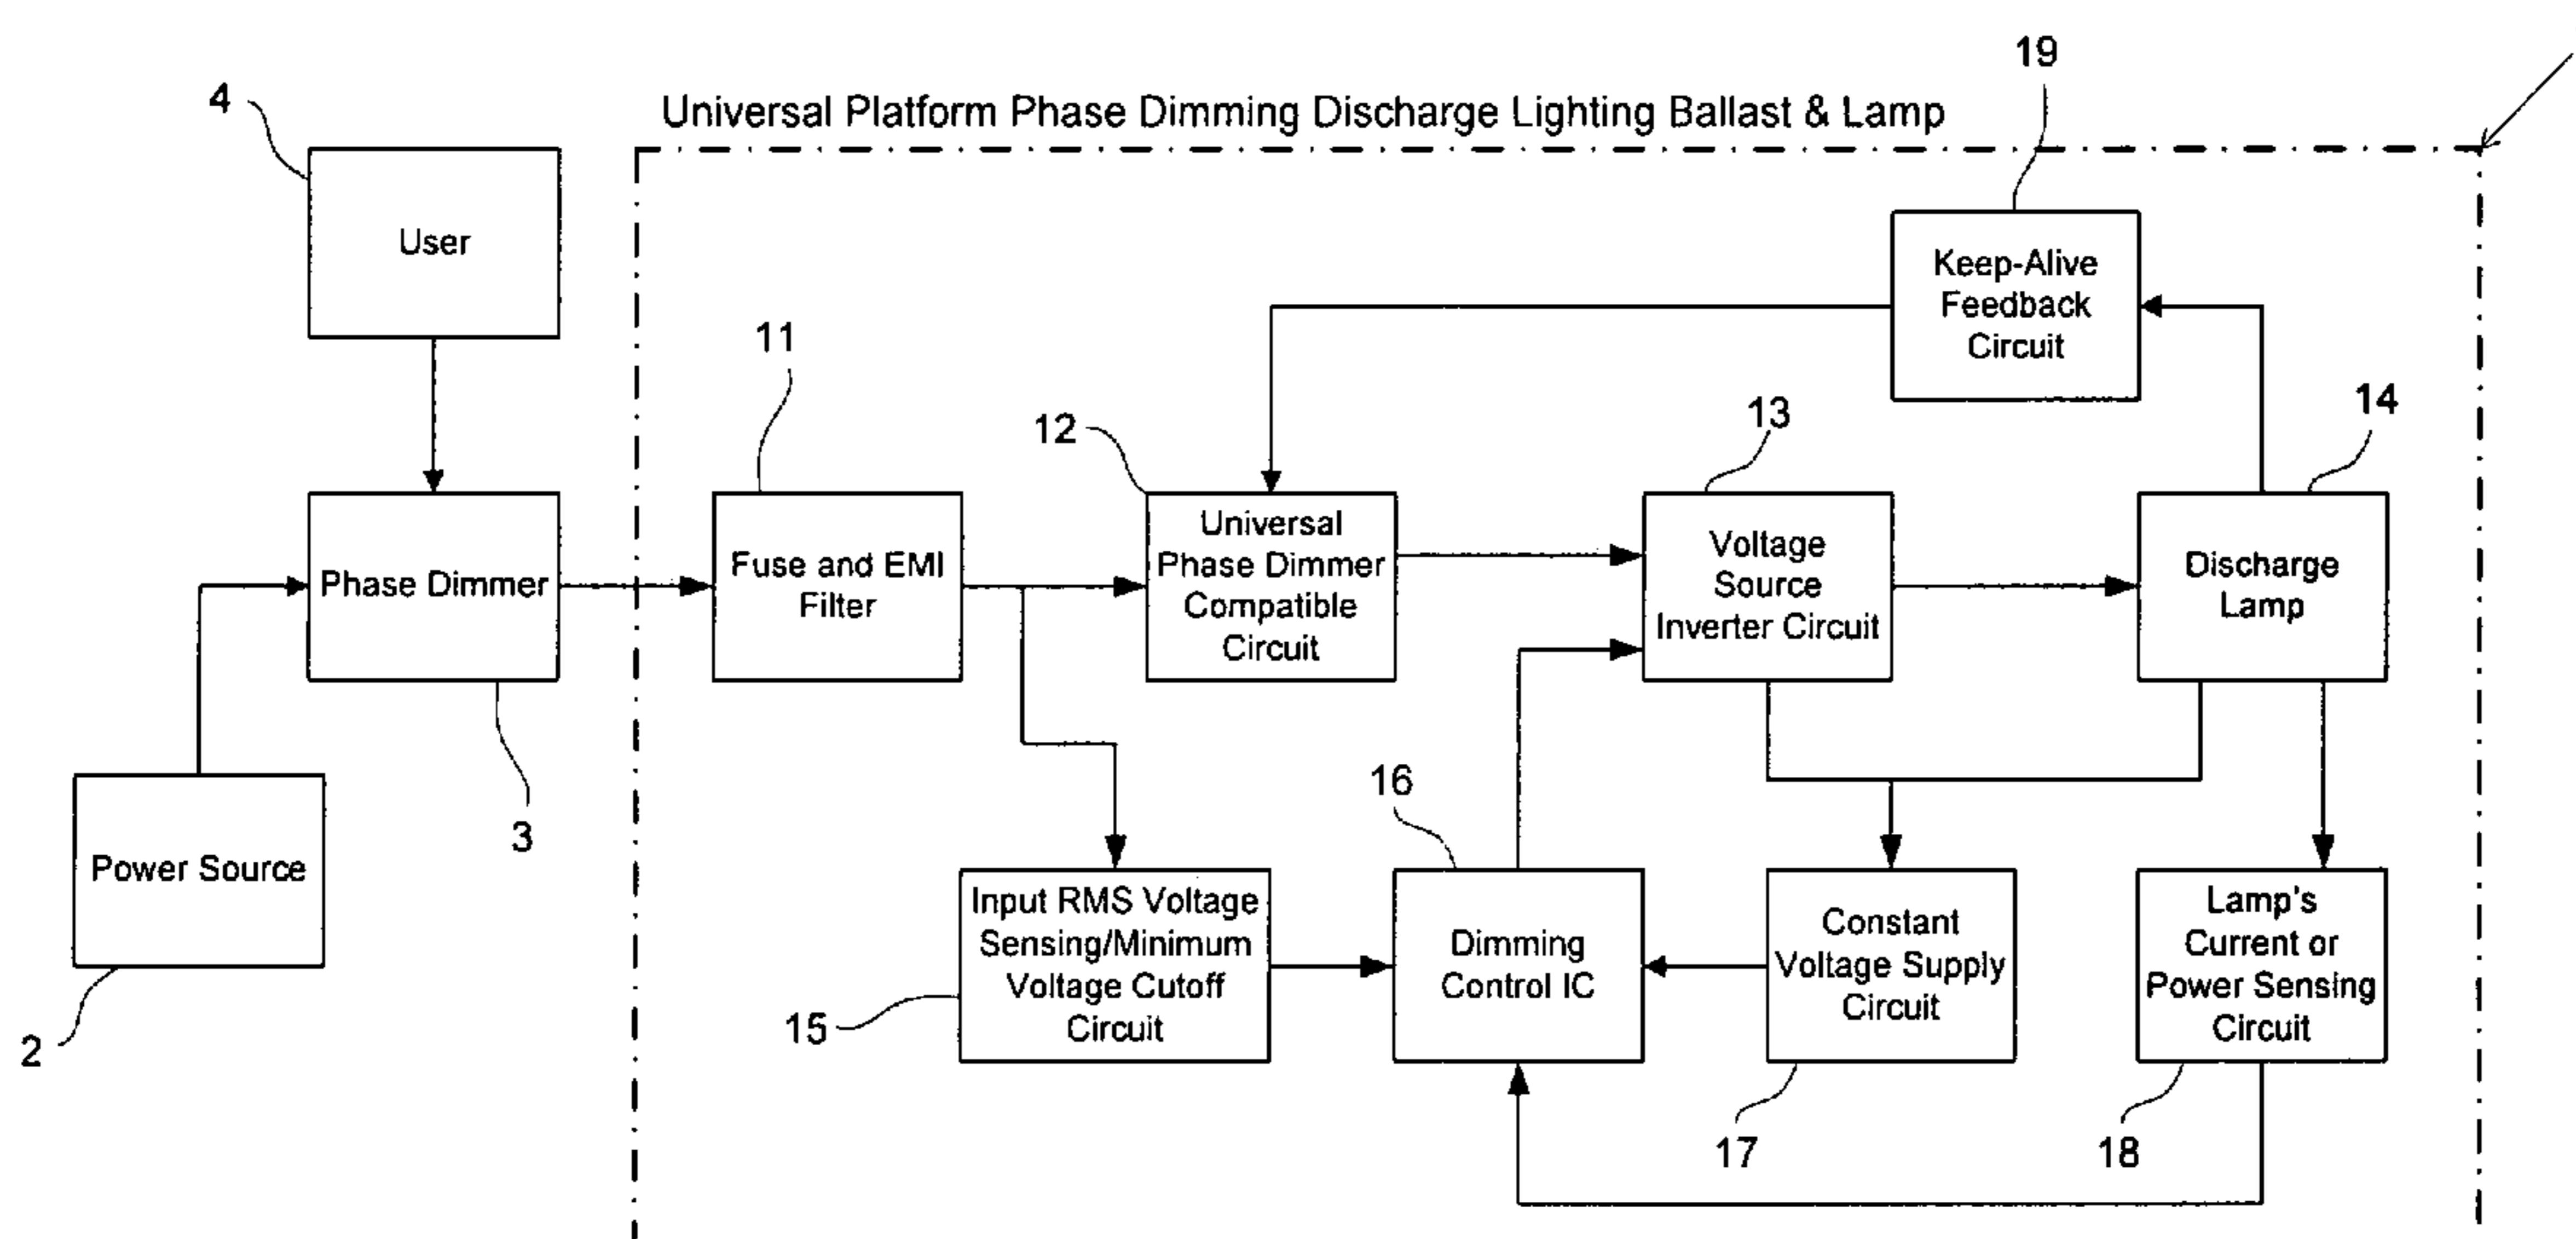 19
4
Universal Platform Phase Dimming Discharge Lighting Ballast & Lamp
User
Keep-Alive
Feedback
Circuit
11
12
13
14
Phase Dimmer
Fuse and EMI
Filter
Universal
Phase Dimmer
Compatible
Circuit
Voltage
Source
Inverter Circuit
Discharge
Lamp
3
16
Power Source
2
Input RMS Voltage
Sensing/Minimum
Voltage Cutoff
Circuit
15
Dimming
Control IC
Constant
Voltage Supply
Circuit
Lamp's
Current or
Power Sensing
Circuit
17
18